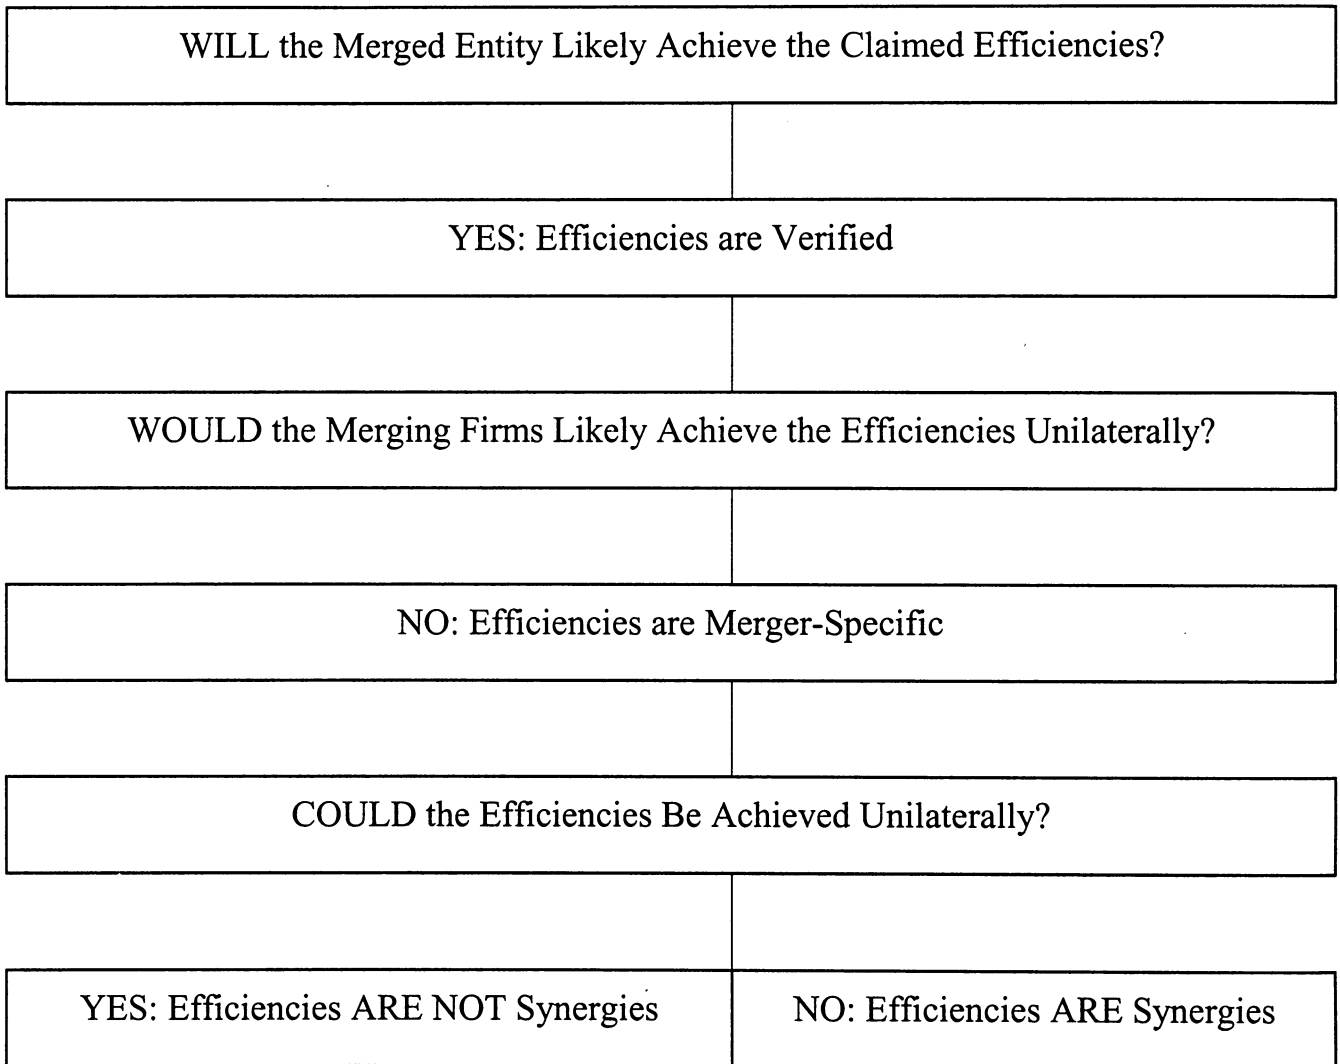 WILL the Merged Entity Likely Achieve the Claimed Efficiencies?
YES: Efficiencies are Verified
WOULD the Merging Firms Likely Achieve the Efficiencies Unilaterally?
NO: Efficiencies are Merger-Specific
COULD the Efficiencies Be Achieved Unilaterally?
YES: Efficiencies ARE NOT Synergies
NO: Efficiencies ARE Synergies